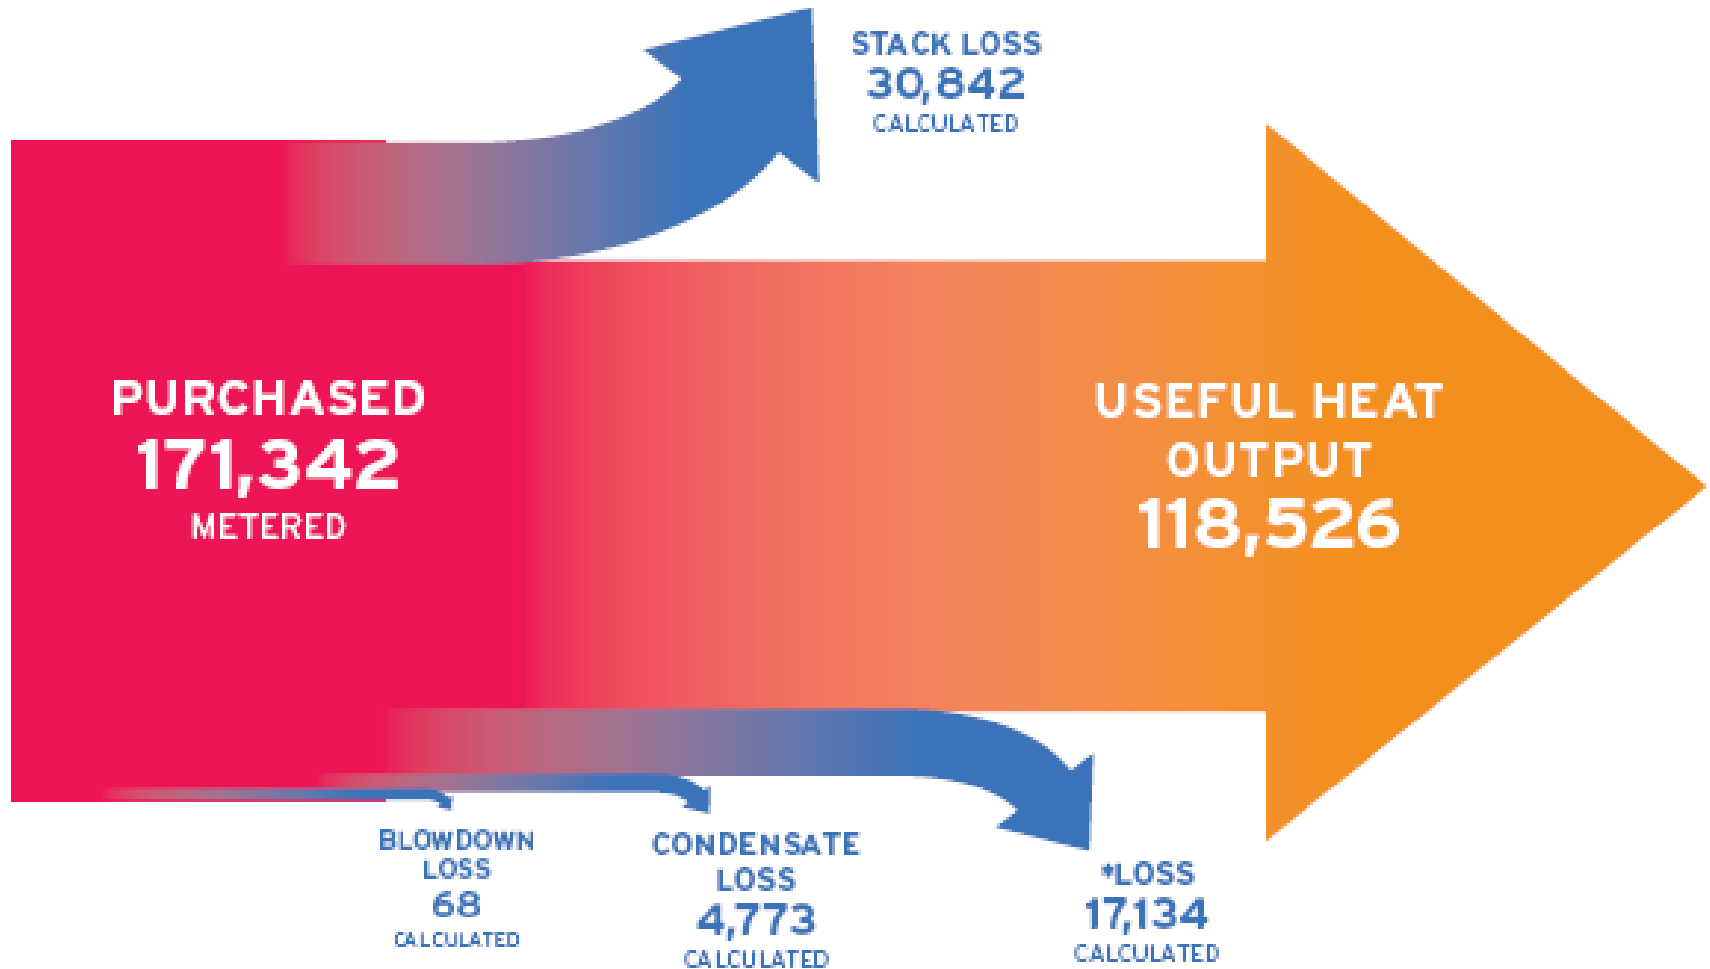 STACK LOSS
30,842
CALCULATED
PURCHASED
171,342
METERED
USEFUL HEAT
OUTPUT
118,526
BLOWDOWN
LOSS
68
CALCULATED
CONDENSATE
LOSS
4,773
CALCULATED
*LOSS
17,134
CALCULATED